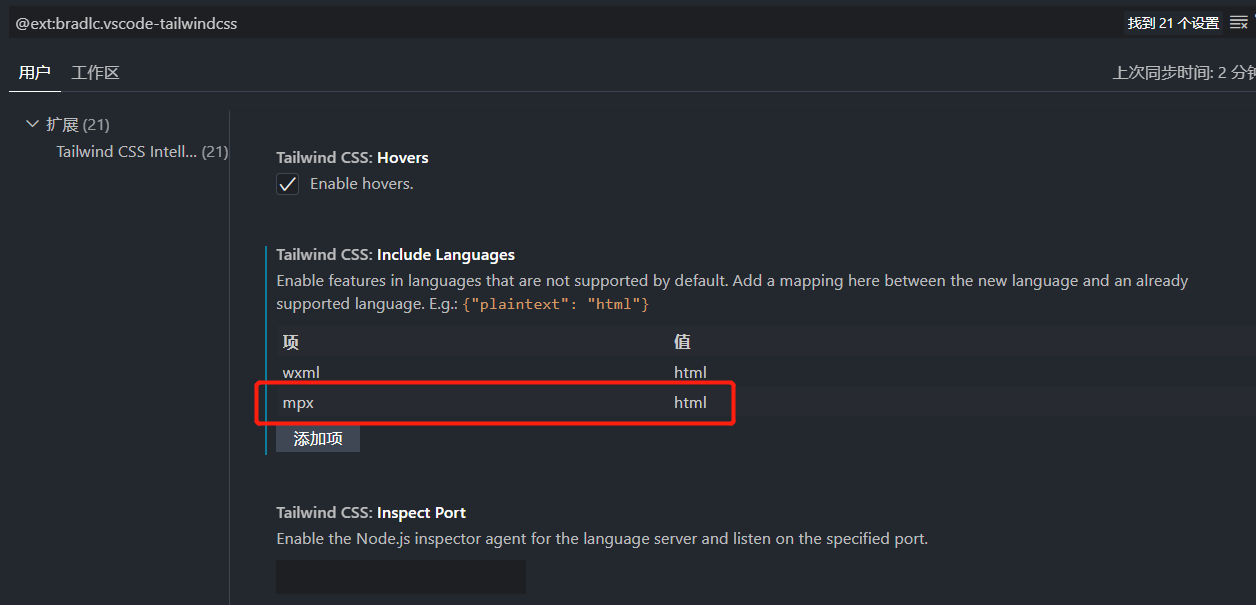 @ext:bradlc.vscode-tailwindcss
找到 21 个设置
用户 工作区
上次同步时间: 2 分
扩展 (21)
Tailwind CSS Intell... (21)
Tailwind CSS: Hovers
Enable hovers.
Tailwind CSS: Include Languages
Enable features in languages that are not supported by default. Add a mapping here between the new language and an already
supported language. E.g.: {"plaintext": "html"}
项 值
wxml html
mpx html
添加项
Tailwind CSS: Inspect Port
Enable the Node.js inspector agent for the language server and listen on the specified port.